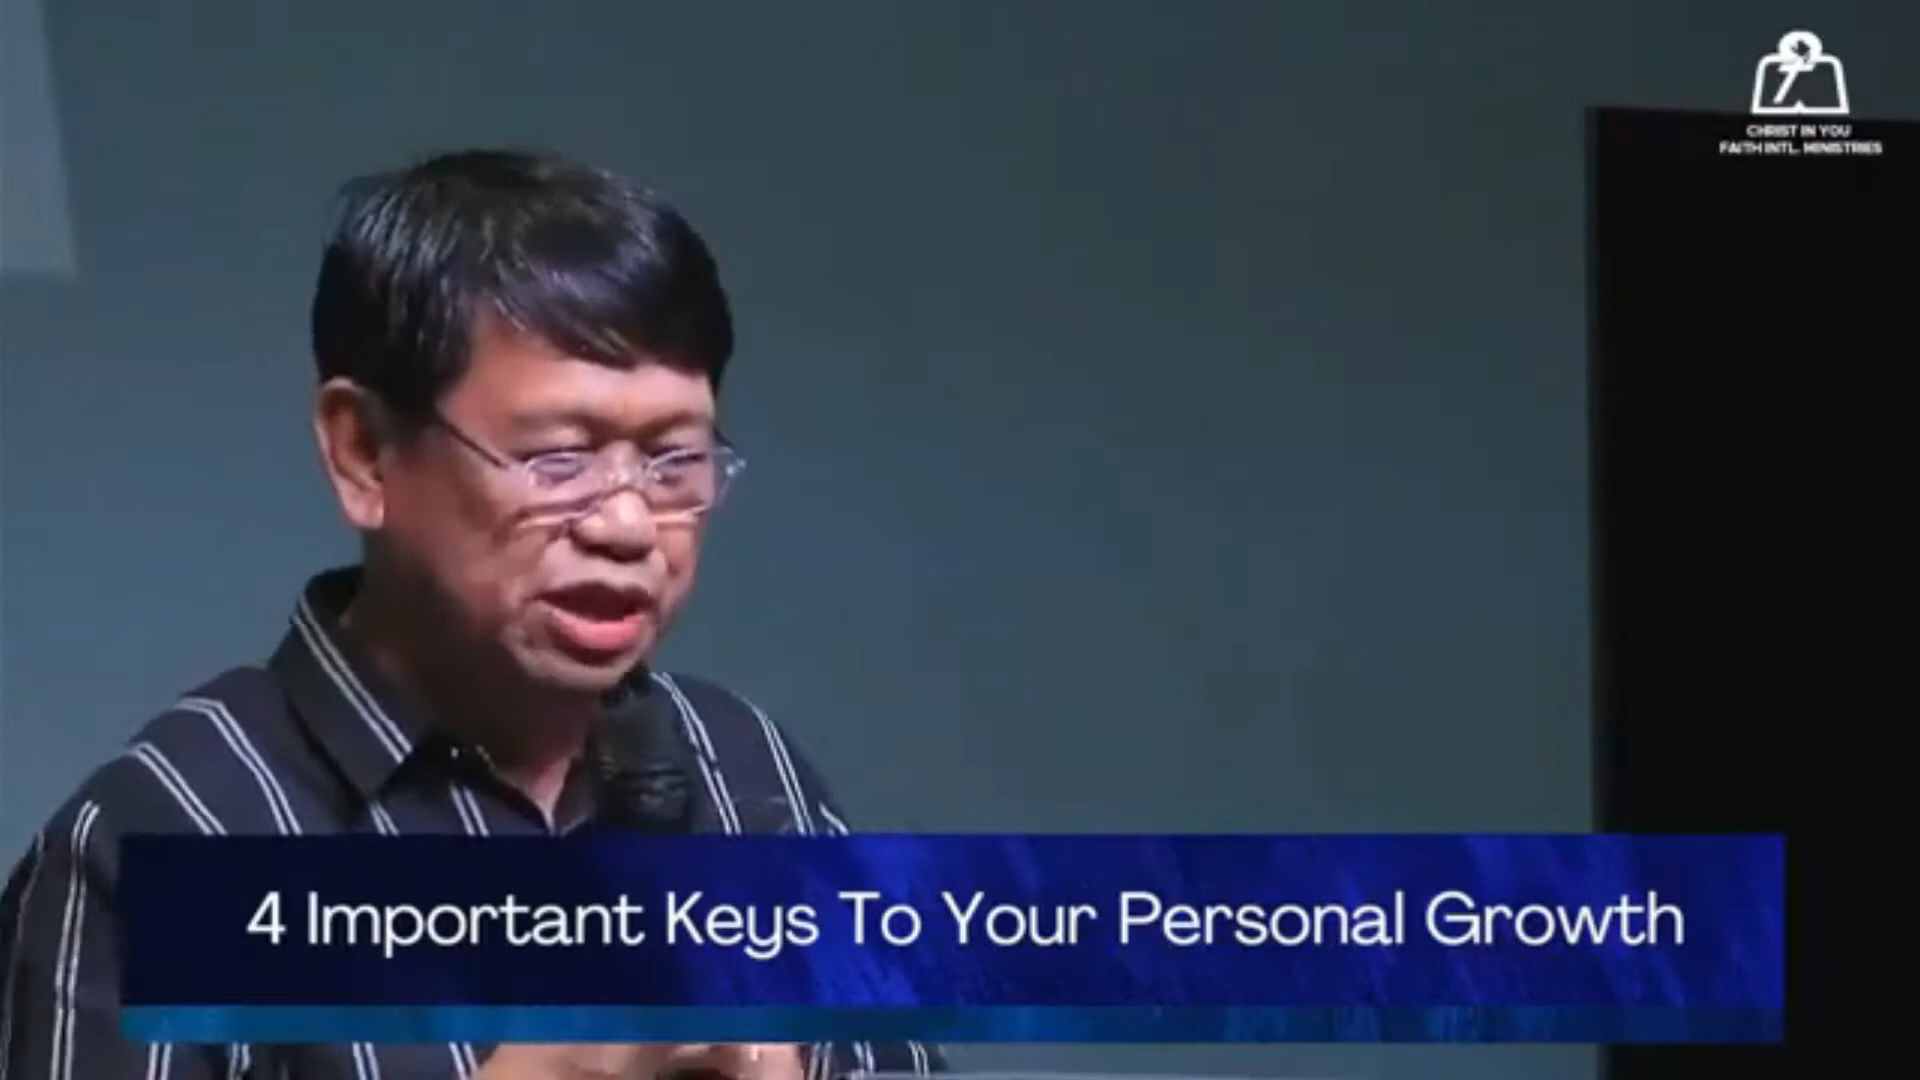 CHRIST IN YOU
FAITH INTL. MINISTRIES
4 Important Keys To Your Personal Growth